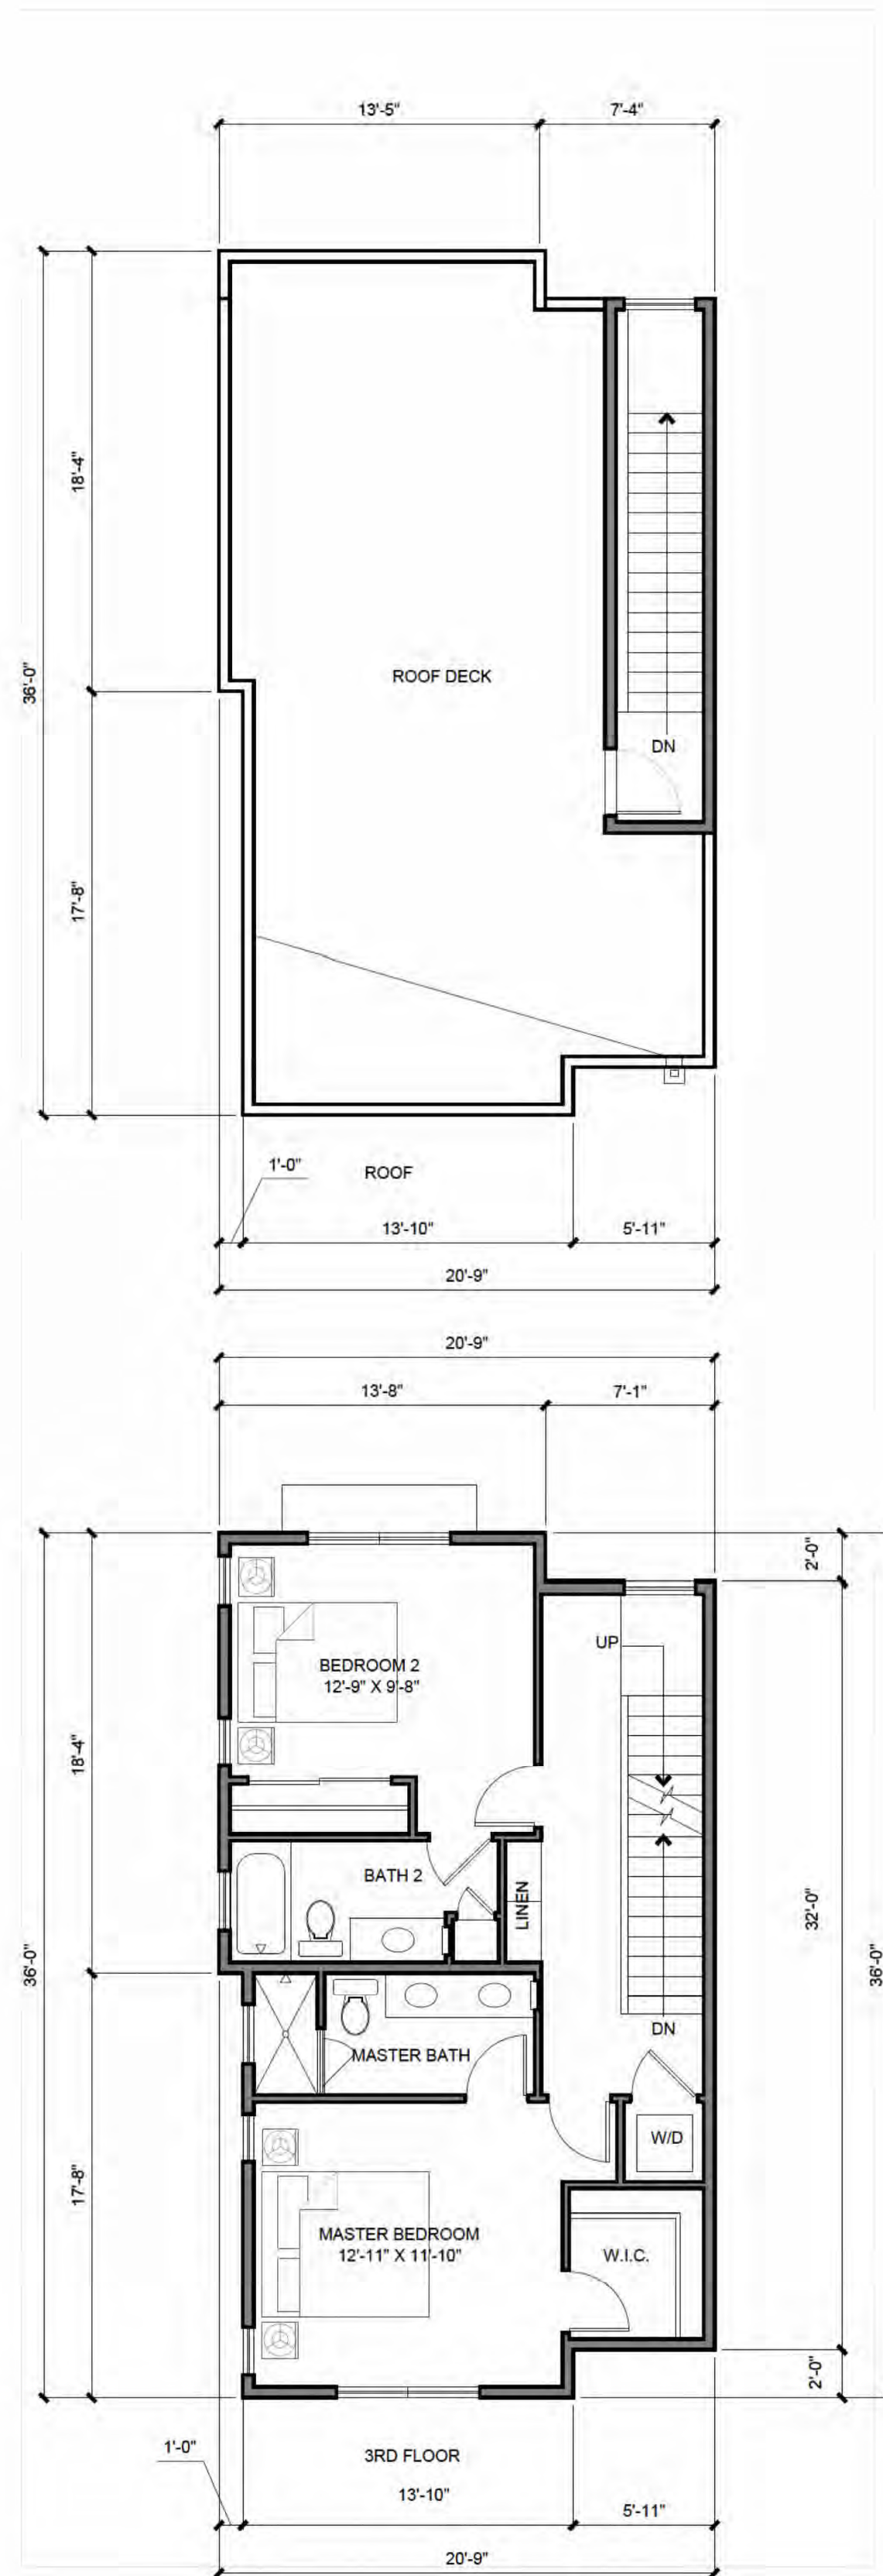 13'-5"
7'-4"
18'-4"
36'-0"
ROOF DECK
DN
17'-8"
1'-0"
ROOF
13'-10"
5'-11"
20'-9"
20'-9"
13'-8"
7'-1"
2'-0"
UP
BEDROOM 2
12'-9" X 9'-8"
18'-4"
BATH 2
LINEN
32'-0"
36'-0"
36'-0"
DN
MASTER BATH
W/D
17'-8"
MASTER BEDROOM
12'-11" X 11'-10"
W.I.C.
2'-0"
1'-0"
3RD FLOOR
13'-10"
5'-11"
20'-9"